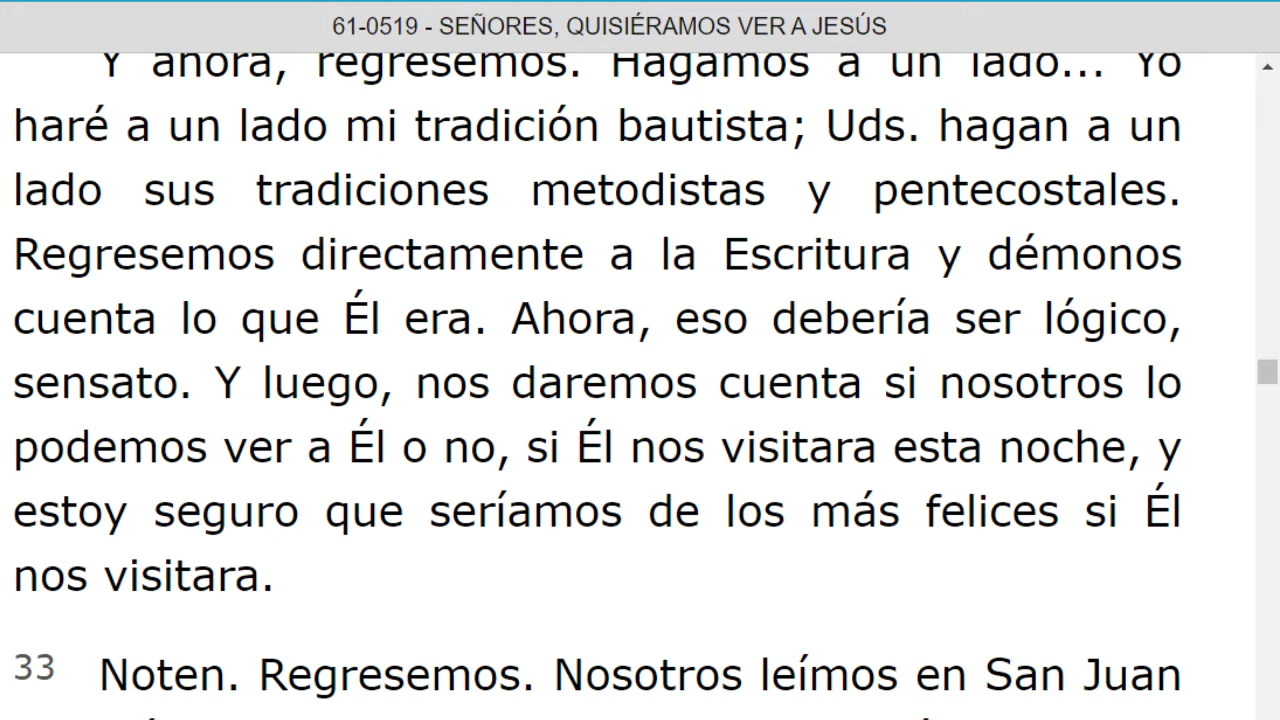 61-0519 - SEÑORES, QUISIÉRAMOS VER A JESÚS
Y ahora, regresemos. Hagamos a un lado... Yo
haré a un lado mi tradición bautista; Uds. hagan a un
lado sus tradiciones metodistas y pentecostales.
Regresemos directamente a la Escritura y démonos
cuenta lo que Él era. Ahora, eso debería ser lógico,
sensato. Y luego, nos daremos cuenta si nosotros lo
podemos ver a Él o no, si Él nos visitara esta noche, y
estoy seguro que seríamos de los más felices si Él
nos visitara.
33 Noten. Regresemos. Nosotros leímos en San Juan